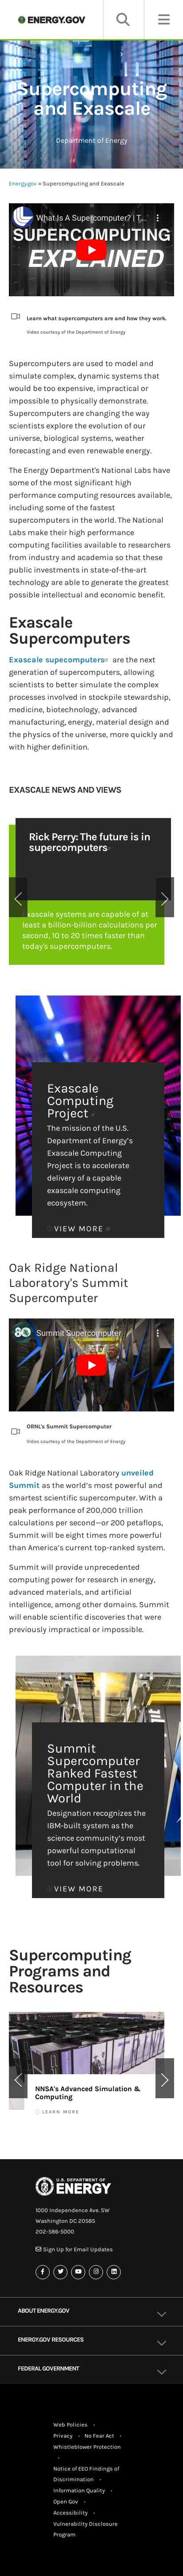 ENERGY.GOV
Supercomputing
and Exascale
Department of Energy
Energy.gov » Supercomputing and Exascale
What Is A Supercomputer? | T...
SUPERCOMPUTING
EXPLAINED
Learn what supercomputers are and how they work.
Video courtesy of the Department of Energy
Supercomputers are used to model and
simulate complex, dynamic systems that
would be too expensive, impractical or
impossible to physically demonstrate.
Supercomputers are changing the way
scientists explore the evolution of our
universe, biological systems, weather
forecasting and even renewable energy.
The Energy Department's National Labs have
some of the most significant high
performance computing resources available,
including some of the fastest
supercomputers in the world. The National
Labs make their high performance
computing facilities available to researchers
from industry and academia so that these
public investments in state-of-the-art
technology are able to generate the greatest
possible intellectual and economic benefit.
Exascale
Supercomputers
Exascale supecomputers are the next
generation of supercomputers, allowing
scientists to better simulate the complex
processes involved in stockpile stewardship,
medicine, biotechnology, advanced
manufacturing, energy, material design and
the physics of the universe, more quickly and
with higher definition.
EXASCALE NEWS AND VIEWS
Rick Perry: The future is in
supercomputers
Exascale systems are capable of at
least a billion-billion calculations per
second, 10 to 20 times faster than
today's supercomputers.
Exascale
Computing
Project
The mission of the U.S.
Department of Energy's
Exascale Computing
Project is to accelerate
delivery of a capable
exascale computing
ecosystem.
VIEW MORE
Oak Ridge National
Laboratory's Summit
Supercomputer
Summit Supercomputer
ORNL's Summit Supercomputer
Video courtesy of the Department of Energy
Oak Ridge National Laboratory unveiled
Summit as the world's most powerful and
smartest scientific supercomputer. With a
peak performance of 200,000 trillion
calculations per second—or 200 petaflops,
Summit will be eight times more powerful
than America's current top-ranked system.
Summit will provide unprecedented
computing power for research in energy,
advanced materials, and artificial
intelligence, among other domains. Summit
will enable scientific discoveries that were
previously impractical or impossible.
Summit
Supercomputer
Ranked Fastest
Computer in the
World
Designation recognizes the
IBM-built system as the
science community's most
powerful computational
tool for solving problems.
VIEW MORE
Supercomputing
Programs and
Resources
NNSA's Advanced Simulation &
Computing
LEARN MORE
U.S. DEPARTMENT OF
ENERGY
1000 Independence Ave. SW
Washington DC 20585
202-586-5000
Sign Up for Email Updates
ABOUT ENERGY.GOV
ENERGY.GOV RESOURCES
FEDERAL GOVERNMENT
Web Policies •
Privacy • No Fear Act •
Whistleblower Protection
•
Notice of EEO Findings of
Discrimination •
Information Quality •
Open Gov •
Accessibility •
Vulnerability Disclosure
Program